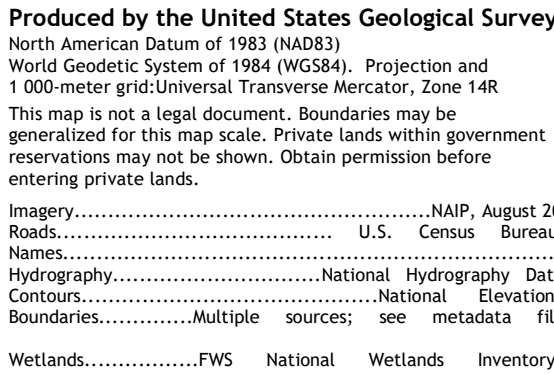 Produced by the United States Geological Survey
North American Datum of 1983 (NAD83)
World Geodetic System of 1984 (WGS84). Projection and
1 000-meter grid:Universal Transverse Mercator, Zone 14R
This map is not a legal document. Boundaries may be
generalized for this map scale. Private lands within government
reservations may not be shown. Obtain permission before
entering private lands.
Imagery....................................................NAIP, August 20
Roads........................................ U.S. Census Bureau
Names........................................................................
Hydrography..............................National Hydrography Dat
Contours...........................................National Elevation
Boundaries..............Multiple sources; see metadata fil
Wetlands.................FWS National Wetlands Inventory